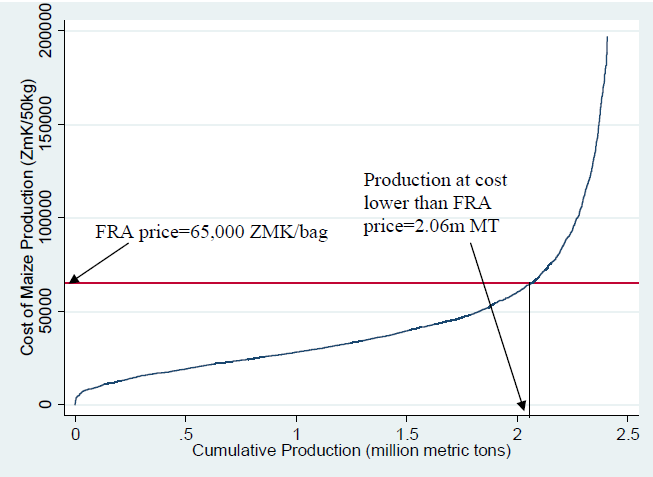 200000
150000
100000
50000
0
Cost of Maize Production (ZmK/50kg)
Production at cost
lower than FRA
price=2.06m MT
FRA price=65,000 ZMK/bag
0
.5
1
1.5
2
2.5
Cumulative Production (million metric tons)